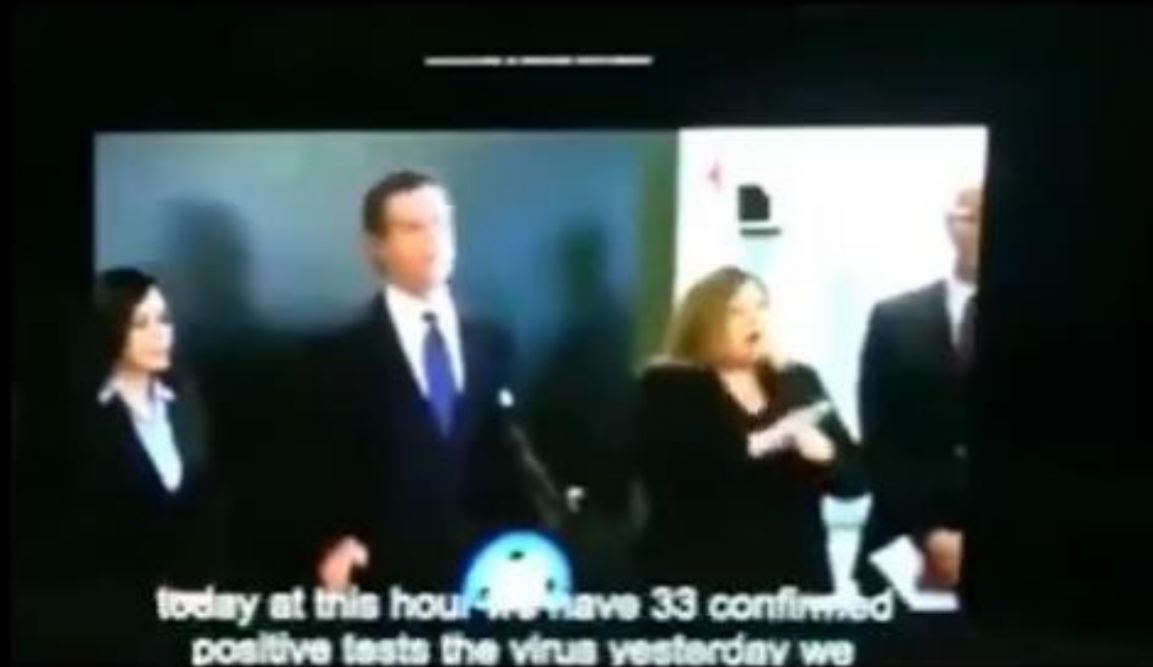 today at this hour we have 33 confirmed
positive tests the virus yesterday we